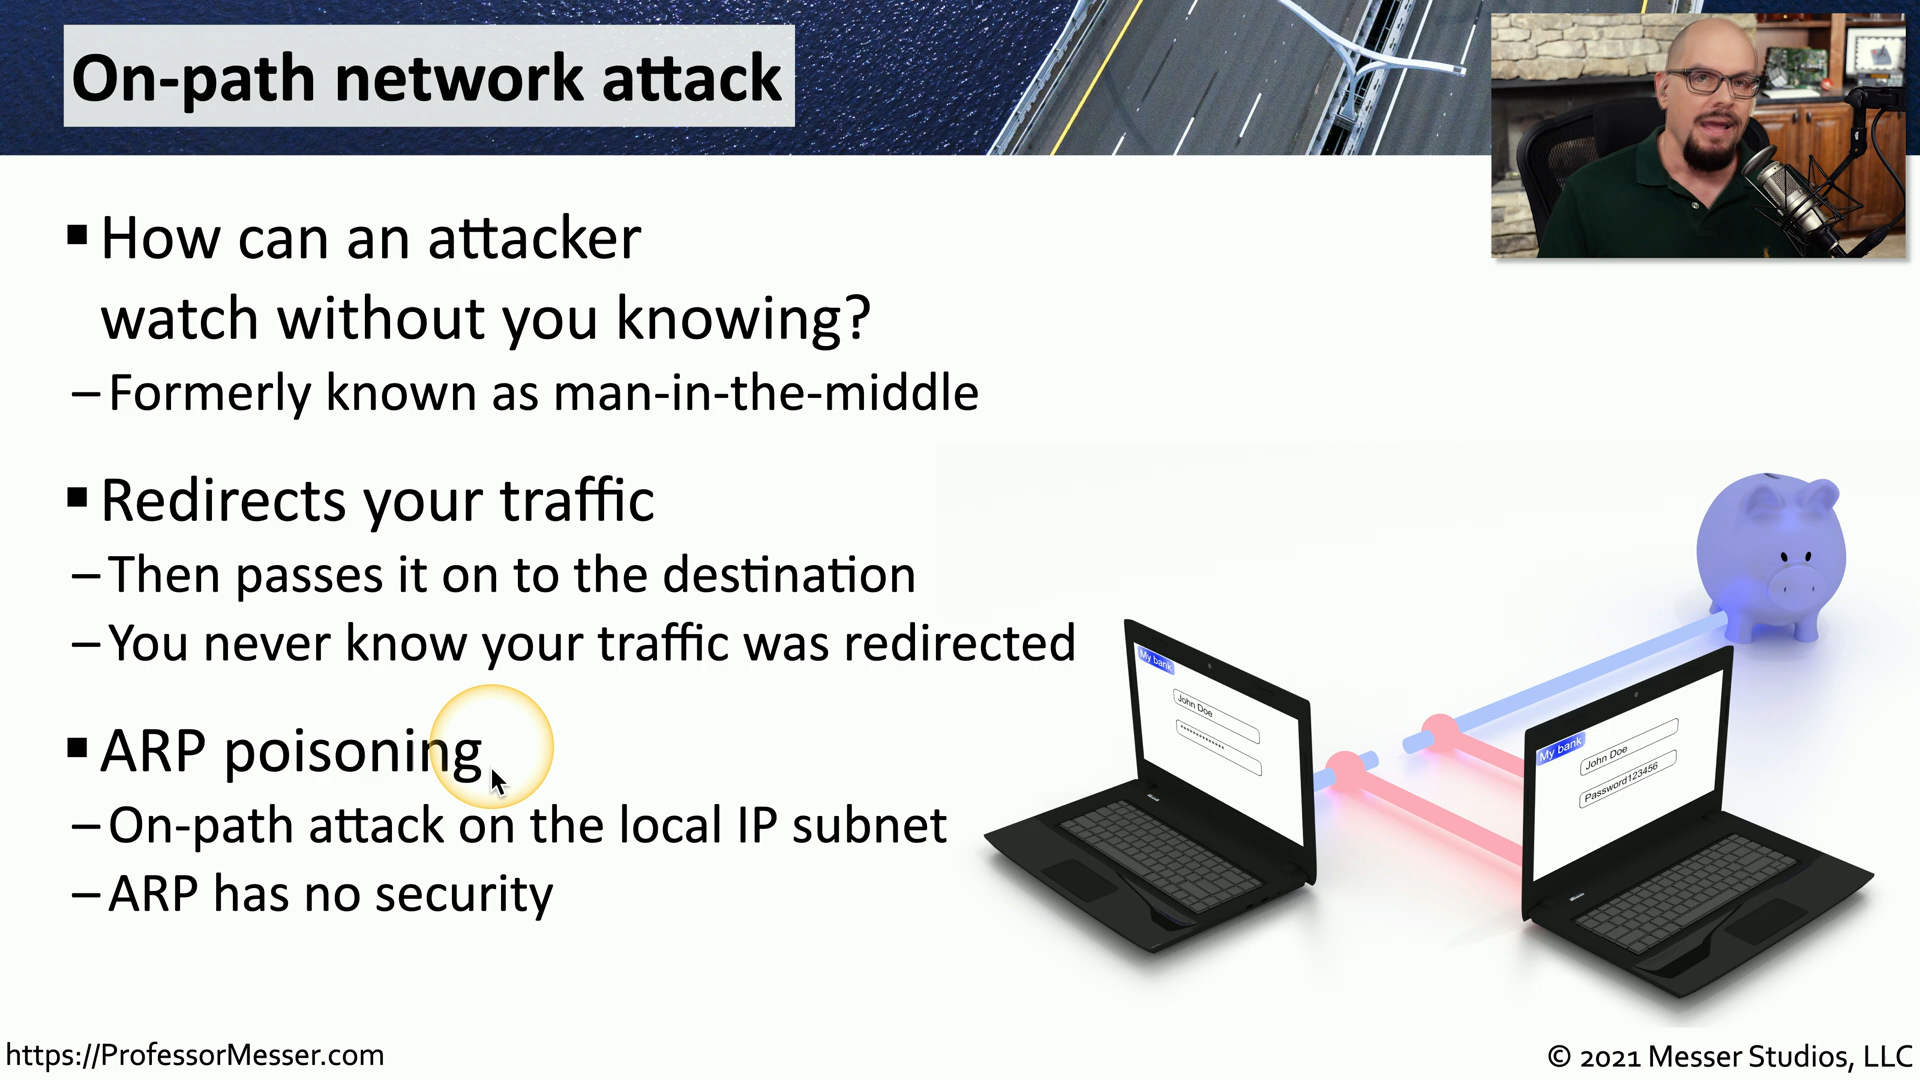 On-path network attack
▪ How can an attacker
watch without you knowing?
– Formerly known as man-in-the-middle
▪ Redirects your traffic
– Then passes it on to the destination
– You never know your traffic was redirected
▪ ARP poisoning
– On-path attack on the local IP subnet
– ARP has no security
My bank
John Doe
**************
My bank
John Doe
Password123456
https://ProfessorMesser.com
© 2021 Messer Studios, LLC